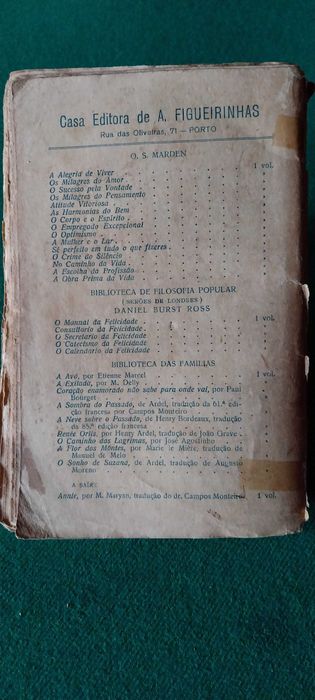 Casa Editora de A. FIGUEIRINHAS
Rua das Oliveiras, 71 — PORTO
O. S. MARDEN
A Alegria de Viver . 1 vol.
Os Milagres do Amor .
O Sucesso pela Vontade .
Os Milagres do Pensamento
Atitude Vitoriosa .
As Harmonias do Bem
O Corpo e o Espírito .
O Empregado Excepcional
O Optimismo .
A Mulher e o Lar .
Sê perfeito em tudo o que fizeres .
O Crime do Silêncio .
No Caminho da Vida .
A Escolha da Profissão .
A Obra Prima da Vida .
BIBLIOTECA DE FILOSOFIA POPULAR
(SERÕES DE LONDRES)
DANIEL BURST ROSS
O Manual da Felicidade . 1 vol.
Consultório da Felicidade .
O Secretário da Felicidade .
O Catecismo da Felicidade
O Calendário da Felicidade
BIBLIOTECA DAS FAMILIAS
A Avó, por Etienne Marcel . 1 vol.
A Exilada, por M. Delly
Coração enamorado não sabe para onde vai, por Paul
Bourget .
A Sombra do Passado, de Ardel, tradução da 61.ª edi-
ção francesa por Campos Monteiro .
A Neve sobre o Passado, de Henry Bordeaux, tradução
da 85.ª edição francesa
Renée Orlis, por Henry Ardel, tradução de João Grave .
O Caminho das Lágrimas, por José Agostinho
A Flor dos Montes, por Marie le Mière, tradução de
Manuel de Melo .
O Sonho de Suzana, de Ardel, tradução de Augusto
Moreno .
A SAÍR:
Annie, por M. Maryan, tradução do dr. Campos Monteiro 1 vol.